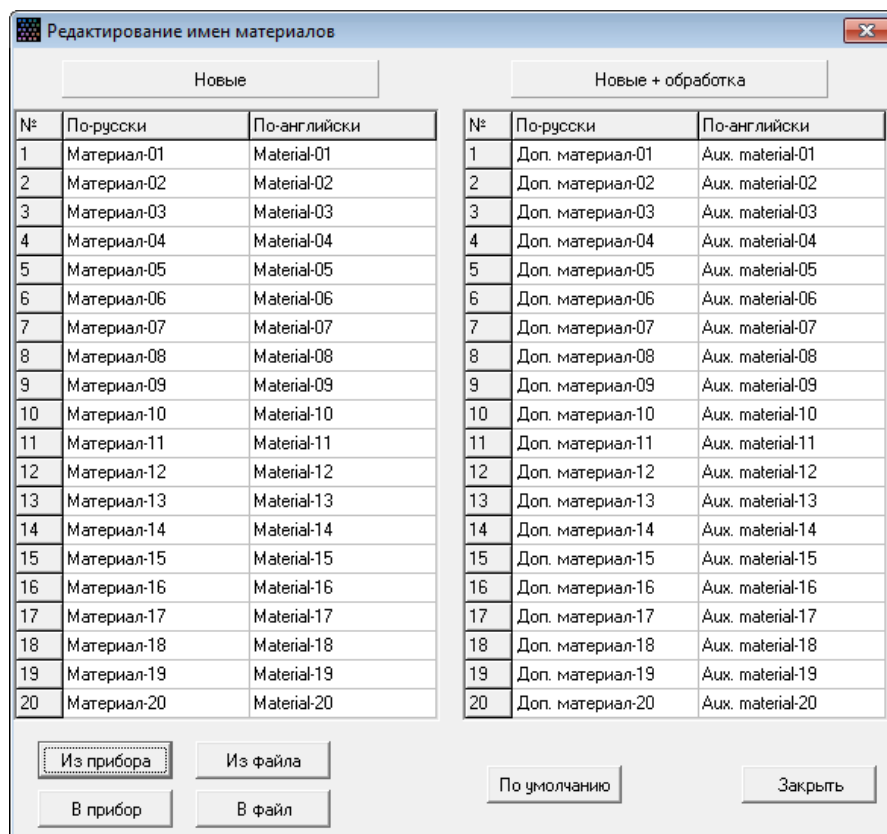 Редактирование имен материалов
Новые
Новые + обработка
№ По-русски По-английски № По-русски По-английски
1 Материал-01 Material-01 1 Доп. материал-01 Aux. material-01
2 Материал-02 Material-02 2 Доп. материал-02 Aux. material-02
3 Материал-03 Material-03 3 Доп. материал-03 Aux. material-03
4 Материал-04 Material-04 4 Доп. материал-04 Aux. material-04
5 Материал-05 Material-05 5 Доп. материал-05 Aux. material-05
6 Материал-06 Material-06 6 Доп. материал-06 Aux. material-06
7 Материал-07 Material-07 7 Доп. материал-07 Aux. material-07
8 Материал-08 Material-08 8 Доп. материал-08 Aux. material-08
9 Материал-09 Material-09 9 Доп. материал-09 Aux. material-09
10 Материал-10 Material-10 10 Доп. материал-10 Aux. material-10
11 Материал-11 Material-11 11 Доп. материал-11 Aux. material-11
12 Материал-12 Material-12 12 Доп. материал-12 Aux. material-12
13 Материал-13 Material-13 13 Доп. материал-13 Aux. material-13
14 Материал-14 Material-14 14 Доп. материал-14 Aux. material-14
15 Материал-15 Material-15 15 Доп. материал-15 Aux. material-15
16 Материал-16 Material-16 16 Доп. материал-16 Aux. material-16
17 Материал-17 Material-17 17 Доп. материал-17 Aux. material-17
18 Материал-18 Material-18 18 Доп. материал-18 Aux. material-18
19 Материал-19 Material-19 19 Доп. материал-19 Aux. material-19
20 Материал-20 Material-20 20 Доп. материал-20 Aux. material-20
Из прибора Из файла
По умолчанию Закрыть
В прибор В файл